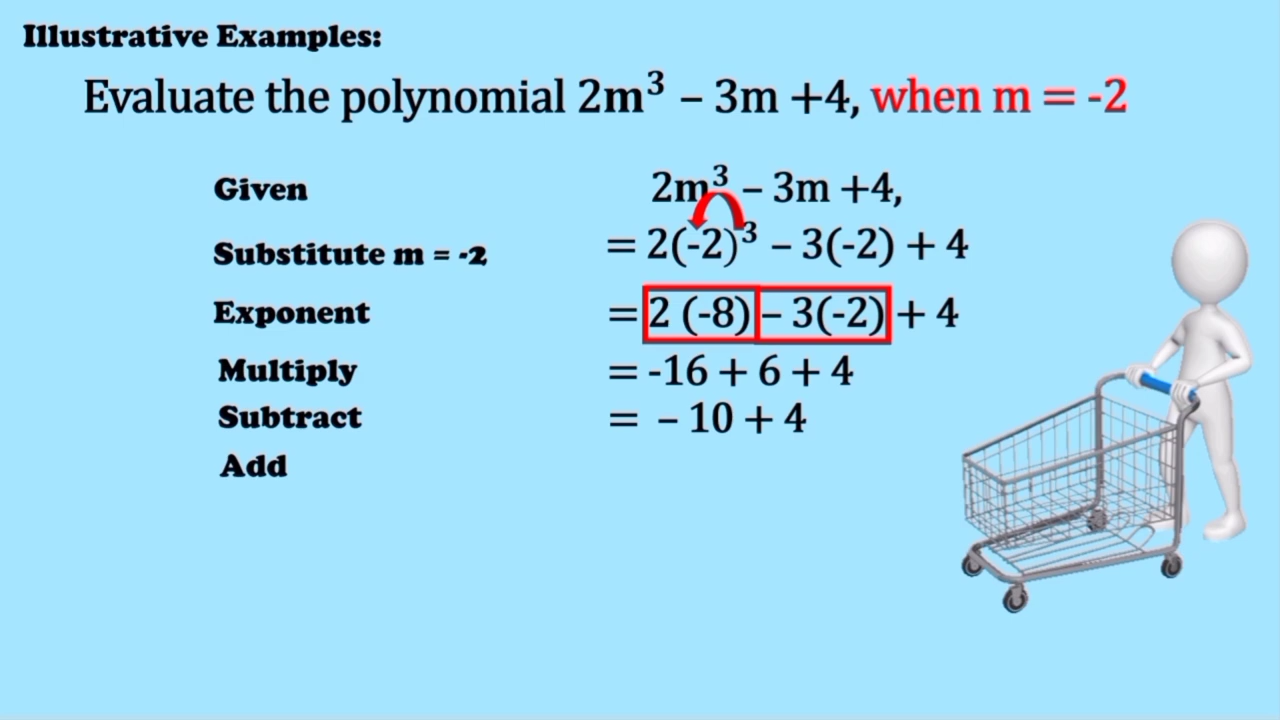 Illustrative Examples:
Evaluate the polynomial 2m³ – 3m +4, when m = -2
Given 2m³ – 3m +4,
Substitute m = -2 = 2(-2)³ – 3(-2) + 4
Exponent = 2 (-8) – 3(-2) + 4
Multiply = -16 + 6 + 4
Subtract = – 10 + 4
Add